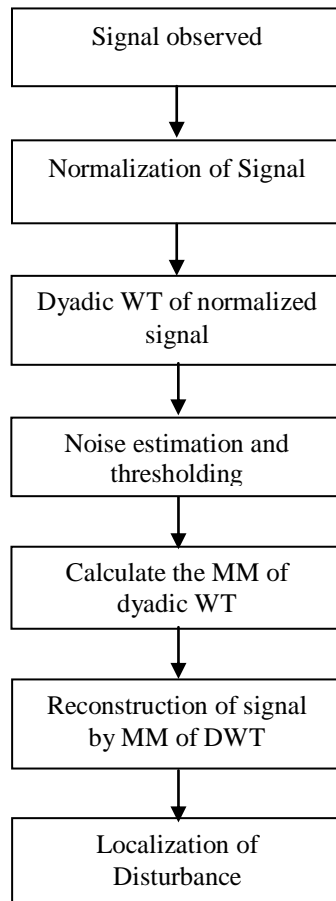 Signal observed
Normalization of Signal
Dyadic WT of normalized
signal
Noise estimation and
thresholding
Calculate the MM of
dyadic WT
Reconstruction of signal
by MM of DWT
Localization of
Disturbance